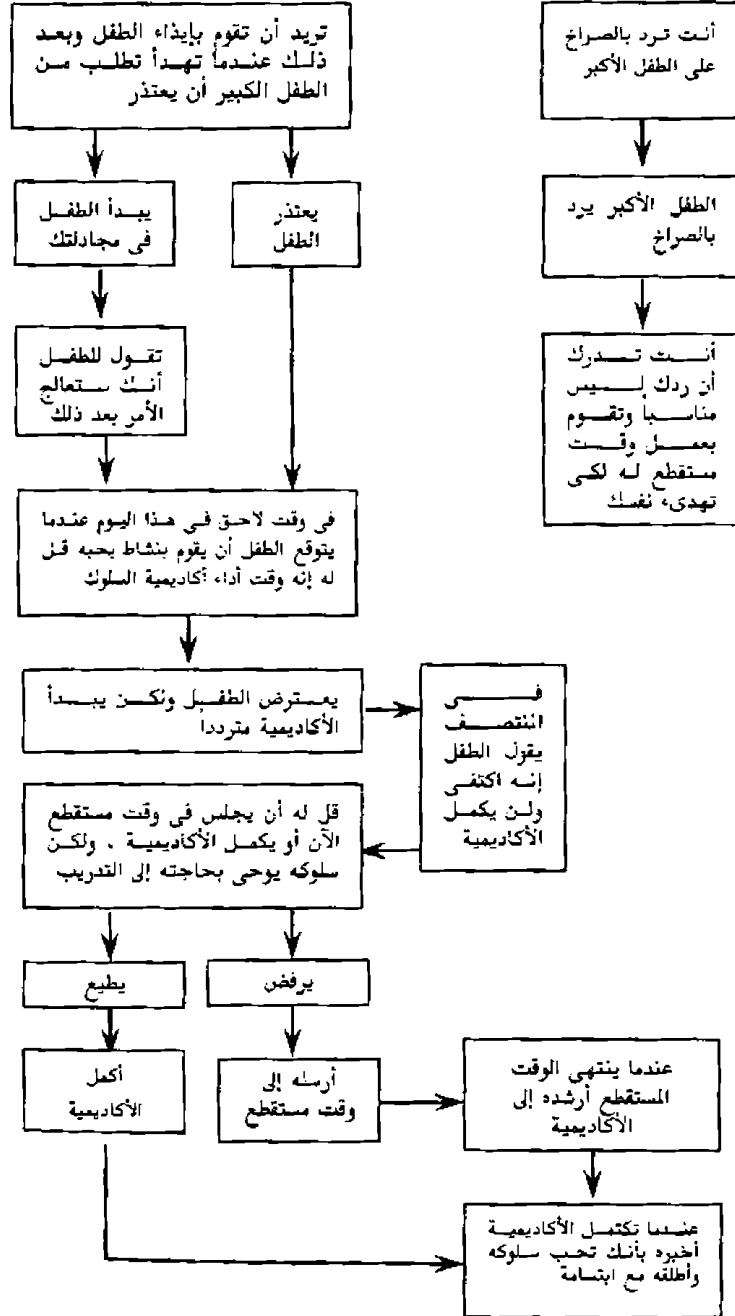 أنت ترد بالصراخ
على الطفل الأكبر
الطفل الأكبر يرد
بالصراخ
أنت تدرك
أن ردك ليس
مناسبا وتقوم
بعمل وقت
مستقطع له لكى
تهدىء نفسك
تريد أن تقوم بإيذاء الطفل وبعد
ذلك عندما تهدأ تطلب من
الطفل الكبير أن يعتذر
يعتذر
الطفل
يبدأ الطفل
فى مجادلتك
تقول للطفل
أنك ستعالج
الأمر بعد ذلك
فى وقت لاحق فى هذا اليوم عندما
يتوقع الطفل أن يقوم بنشاط يحبه قل
له إنه وقت أداء أكاديمية السلوك
يعترض الطفل ولكن يبدأ
الأكاديمية مترددا
فى
المنتصف
يقول الطفل
إنه اكتفى
ولن يكمل
الأكاديمية
قل له أن يجلس فى وقت مستقطع
الآن أو يكمل الأكاديمية ، ولكن
سلوكه يوحى بحاجته إلى التدريب
يرفض
يطيع
أرسله إلى
وقت مستقطع
أكمل
الأكاديمية
عندما ينتهى الوقت
المستقطع أرشده إلى
الأكاديمية
عندما تكتمل الأكاديمية
أخبره بأنك تحب سلوكه
وأطلقه مع ابتسامة